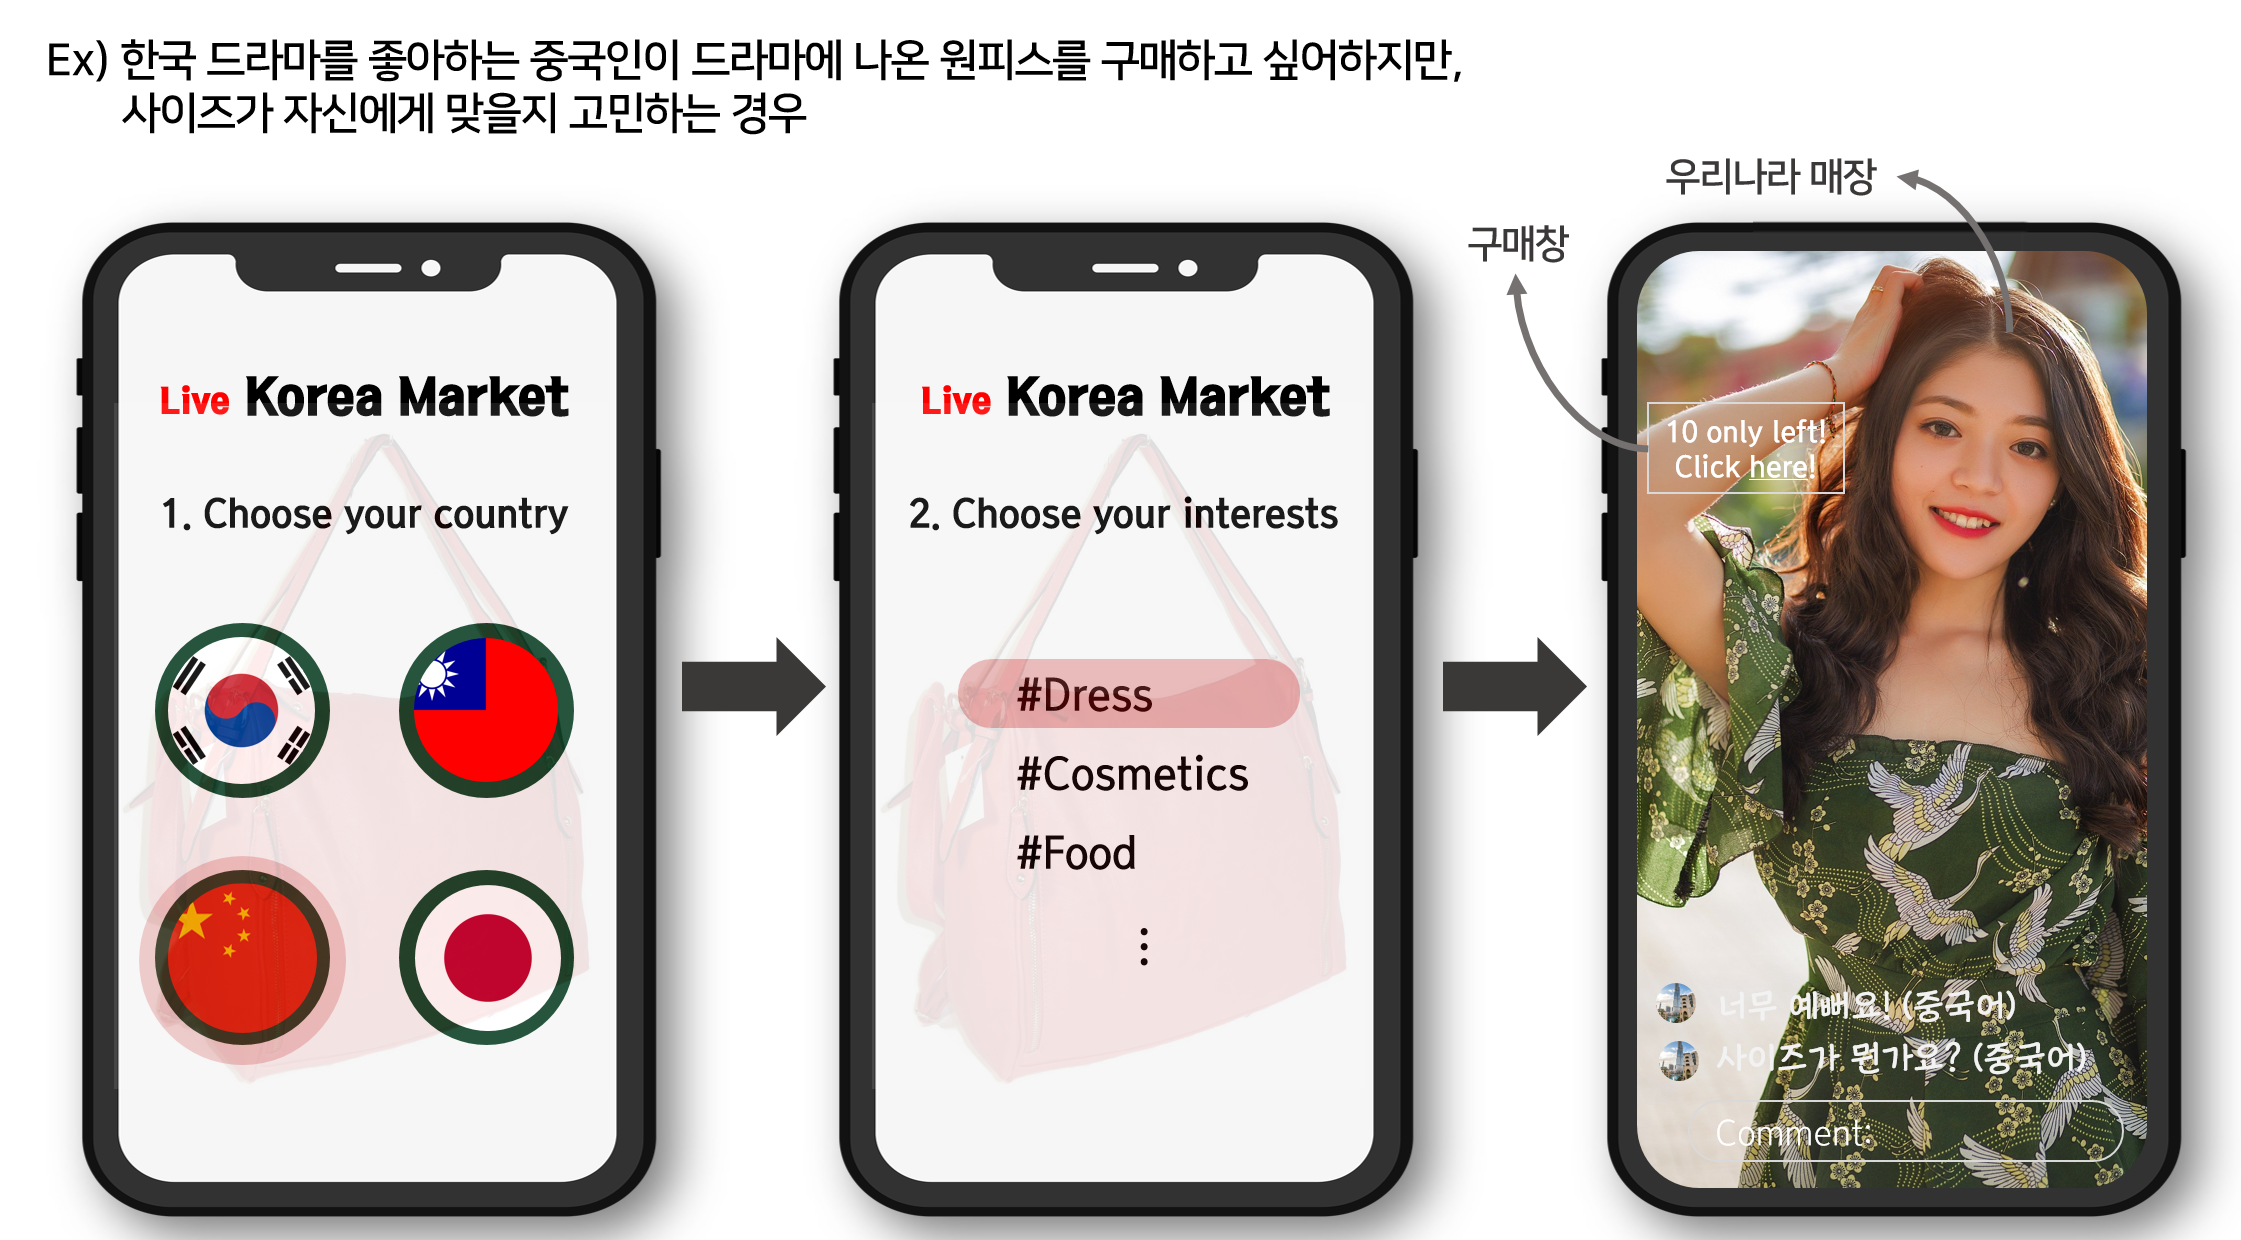 Ex) 한국 드라마를 좋아하는 중국인이 드라마에 나온 원피스를 구매하고 싶어하지만,
사이즈가 자신에게 맞을지 고민하는 경우
Live Korea Market
1. Choose your country
Live Korea Market
2. Choose your interests
#Dress
#Cosmetics
#Food
⋮
우리나라 매장
구매창
10 only left!
Click here!
너무 예뻐요! (중국어)
사이즈가 뭔가요? (중국어)
Comment: